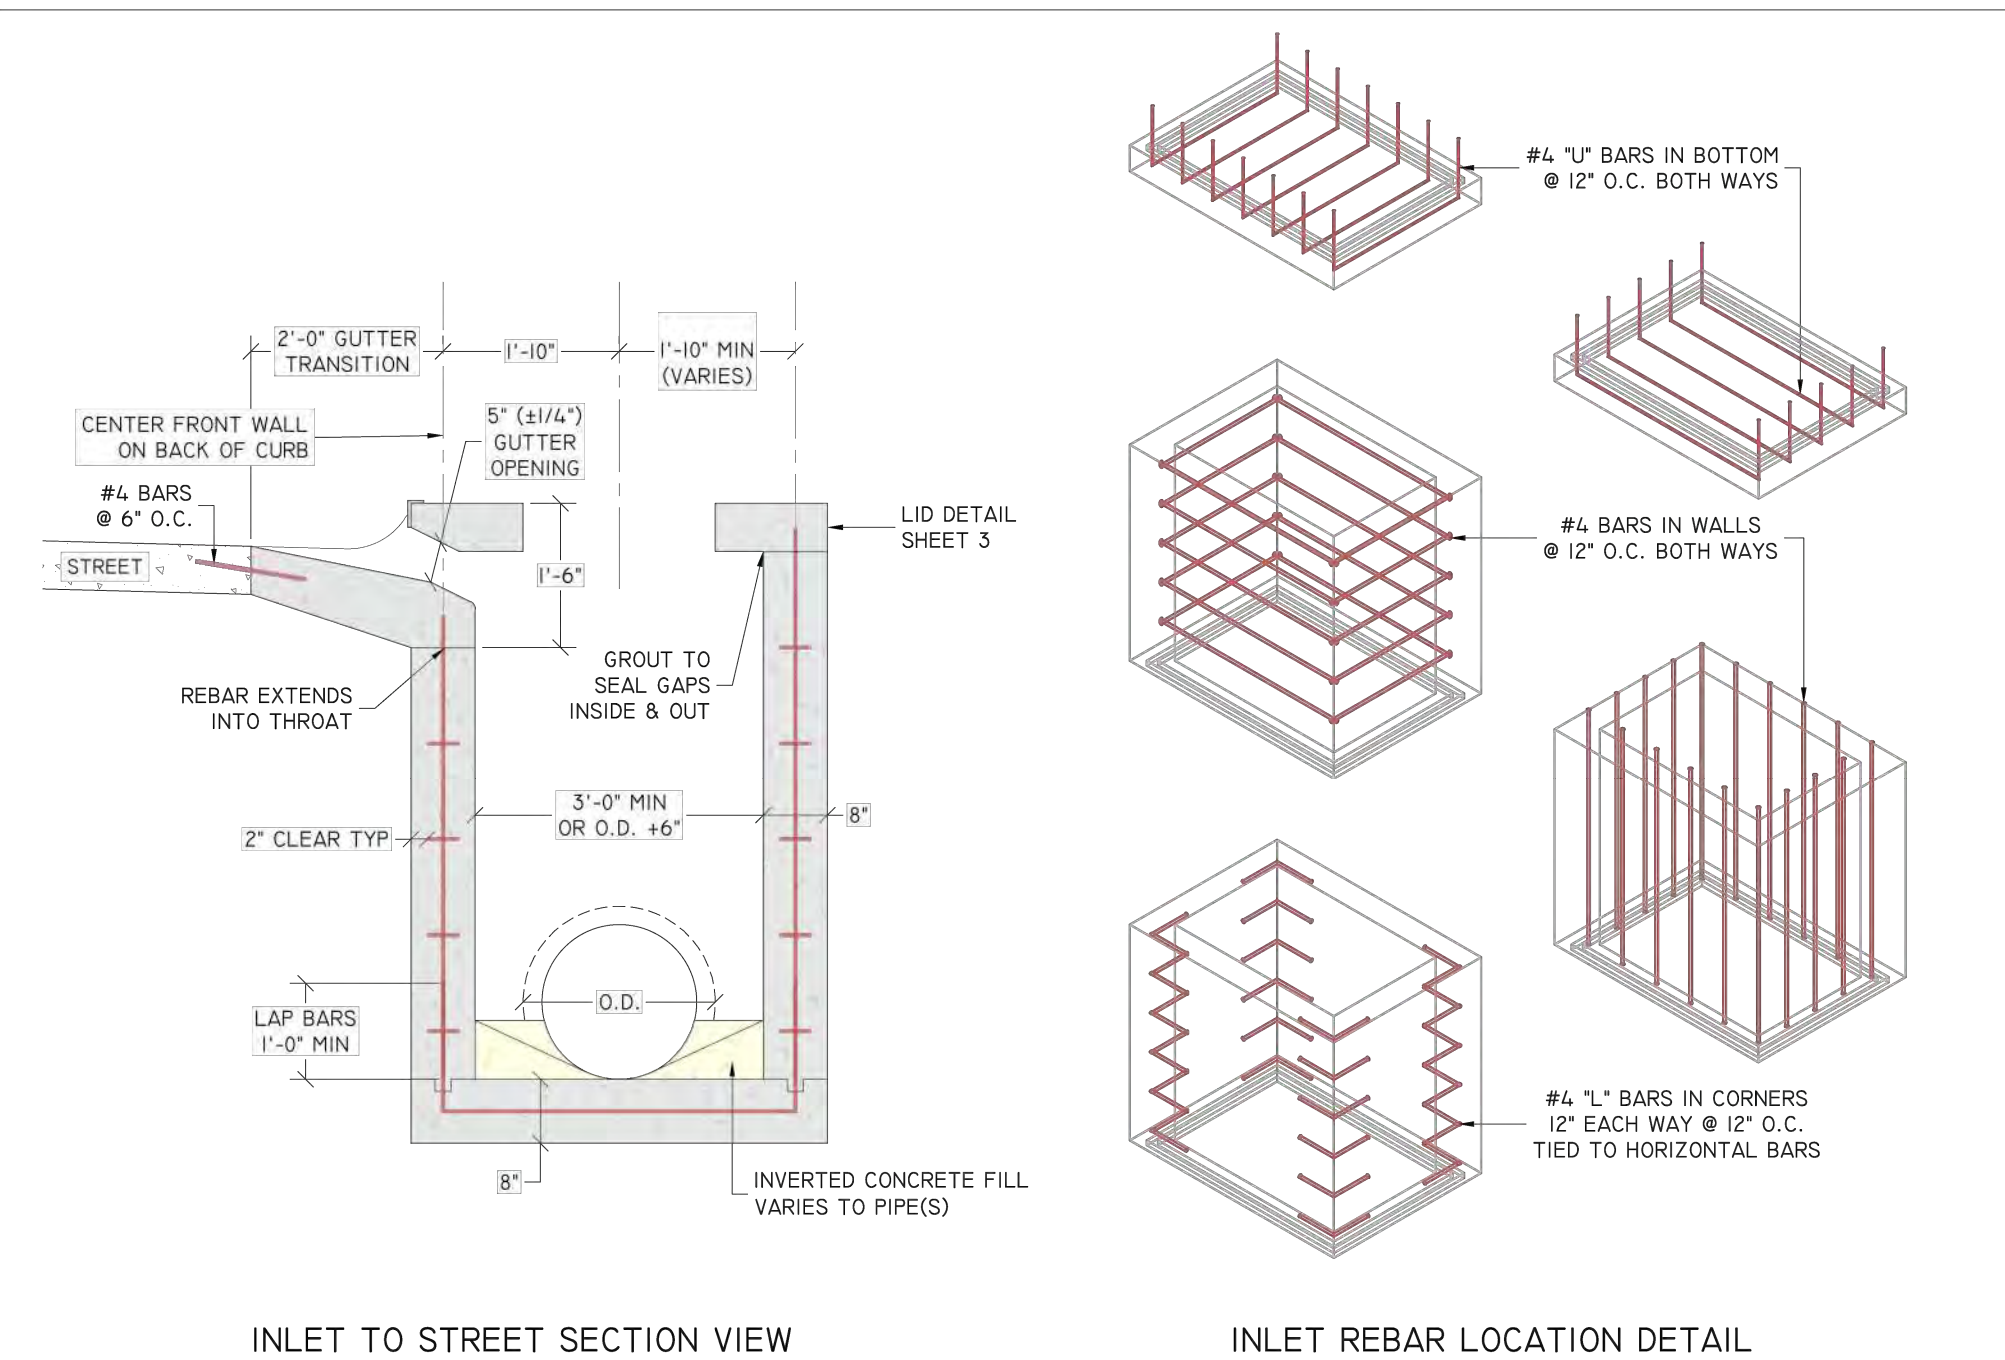 2'-0" GUTTER
TRANSITION
1'-10"
1'-10" MIN
(VARIES)
CENTER FRONT WALL
ON BACK OF CURB
5" (±1/4")
GUTTER
OPENING
#4 BARS
@ 6" O.C.
STREET
1'-6"
LID DETAIL
SHEET 3
GROUT TO
SEAL GAPS
INSIDE & OUT
REBAR EXTENDS
INTO THROAT
3'-0" MIN
OR O.D. +6"
8"
2" CLEAR TYP
O.D.
LAP BARS
1'-0" MIN
8"
INVERTED CONCRETE FILL
VARIES TO PIPE(S)
INLET TO STREET SECTION VIEW
#4 "U" BARS IN BOTTOM
@ 12" O.C. BOTH WAYS
#4 BARS IN WALLS
@ 12" O.C. BOTH WAYS
#4 "L" BARS IN CORNERS
12" EACH WAY @ 12" O.C.
TIED TO HORIZONTAL BARS
INLET REBAR LOCATION DETAIL